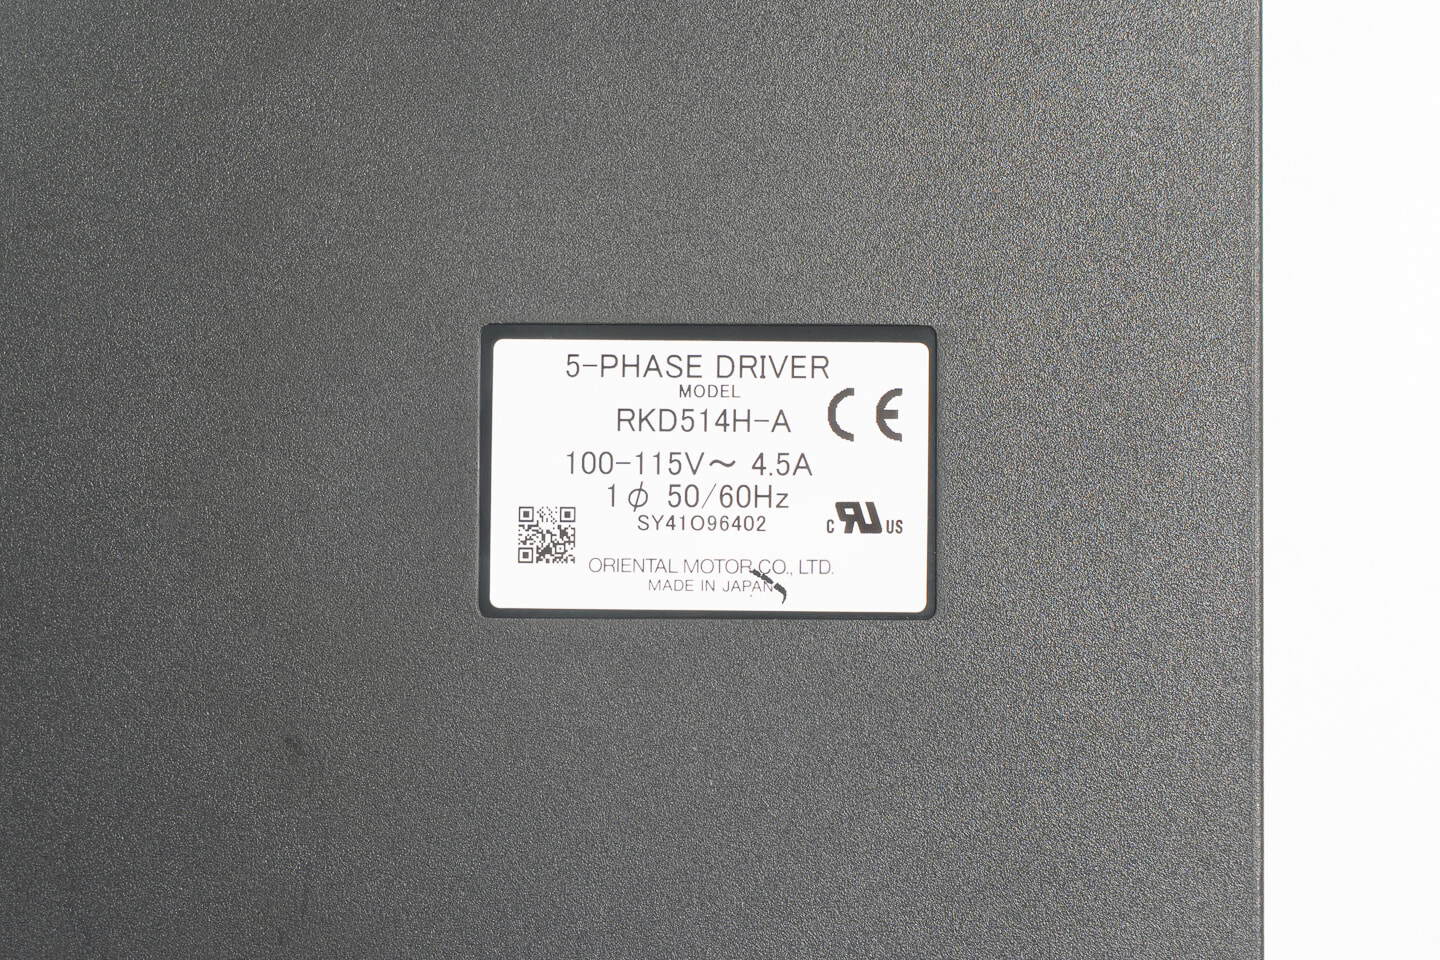 5-PHASE DRIVER
MODEL
RKD514H-A
CE
100-115V～ 4.5A
1φ 50/60Hz
SY41O96402
c RU US
ORIENTAL MOTOR CO., LTD.
MADE IN JAPAN